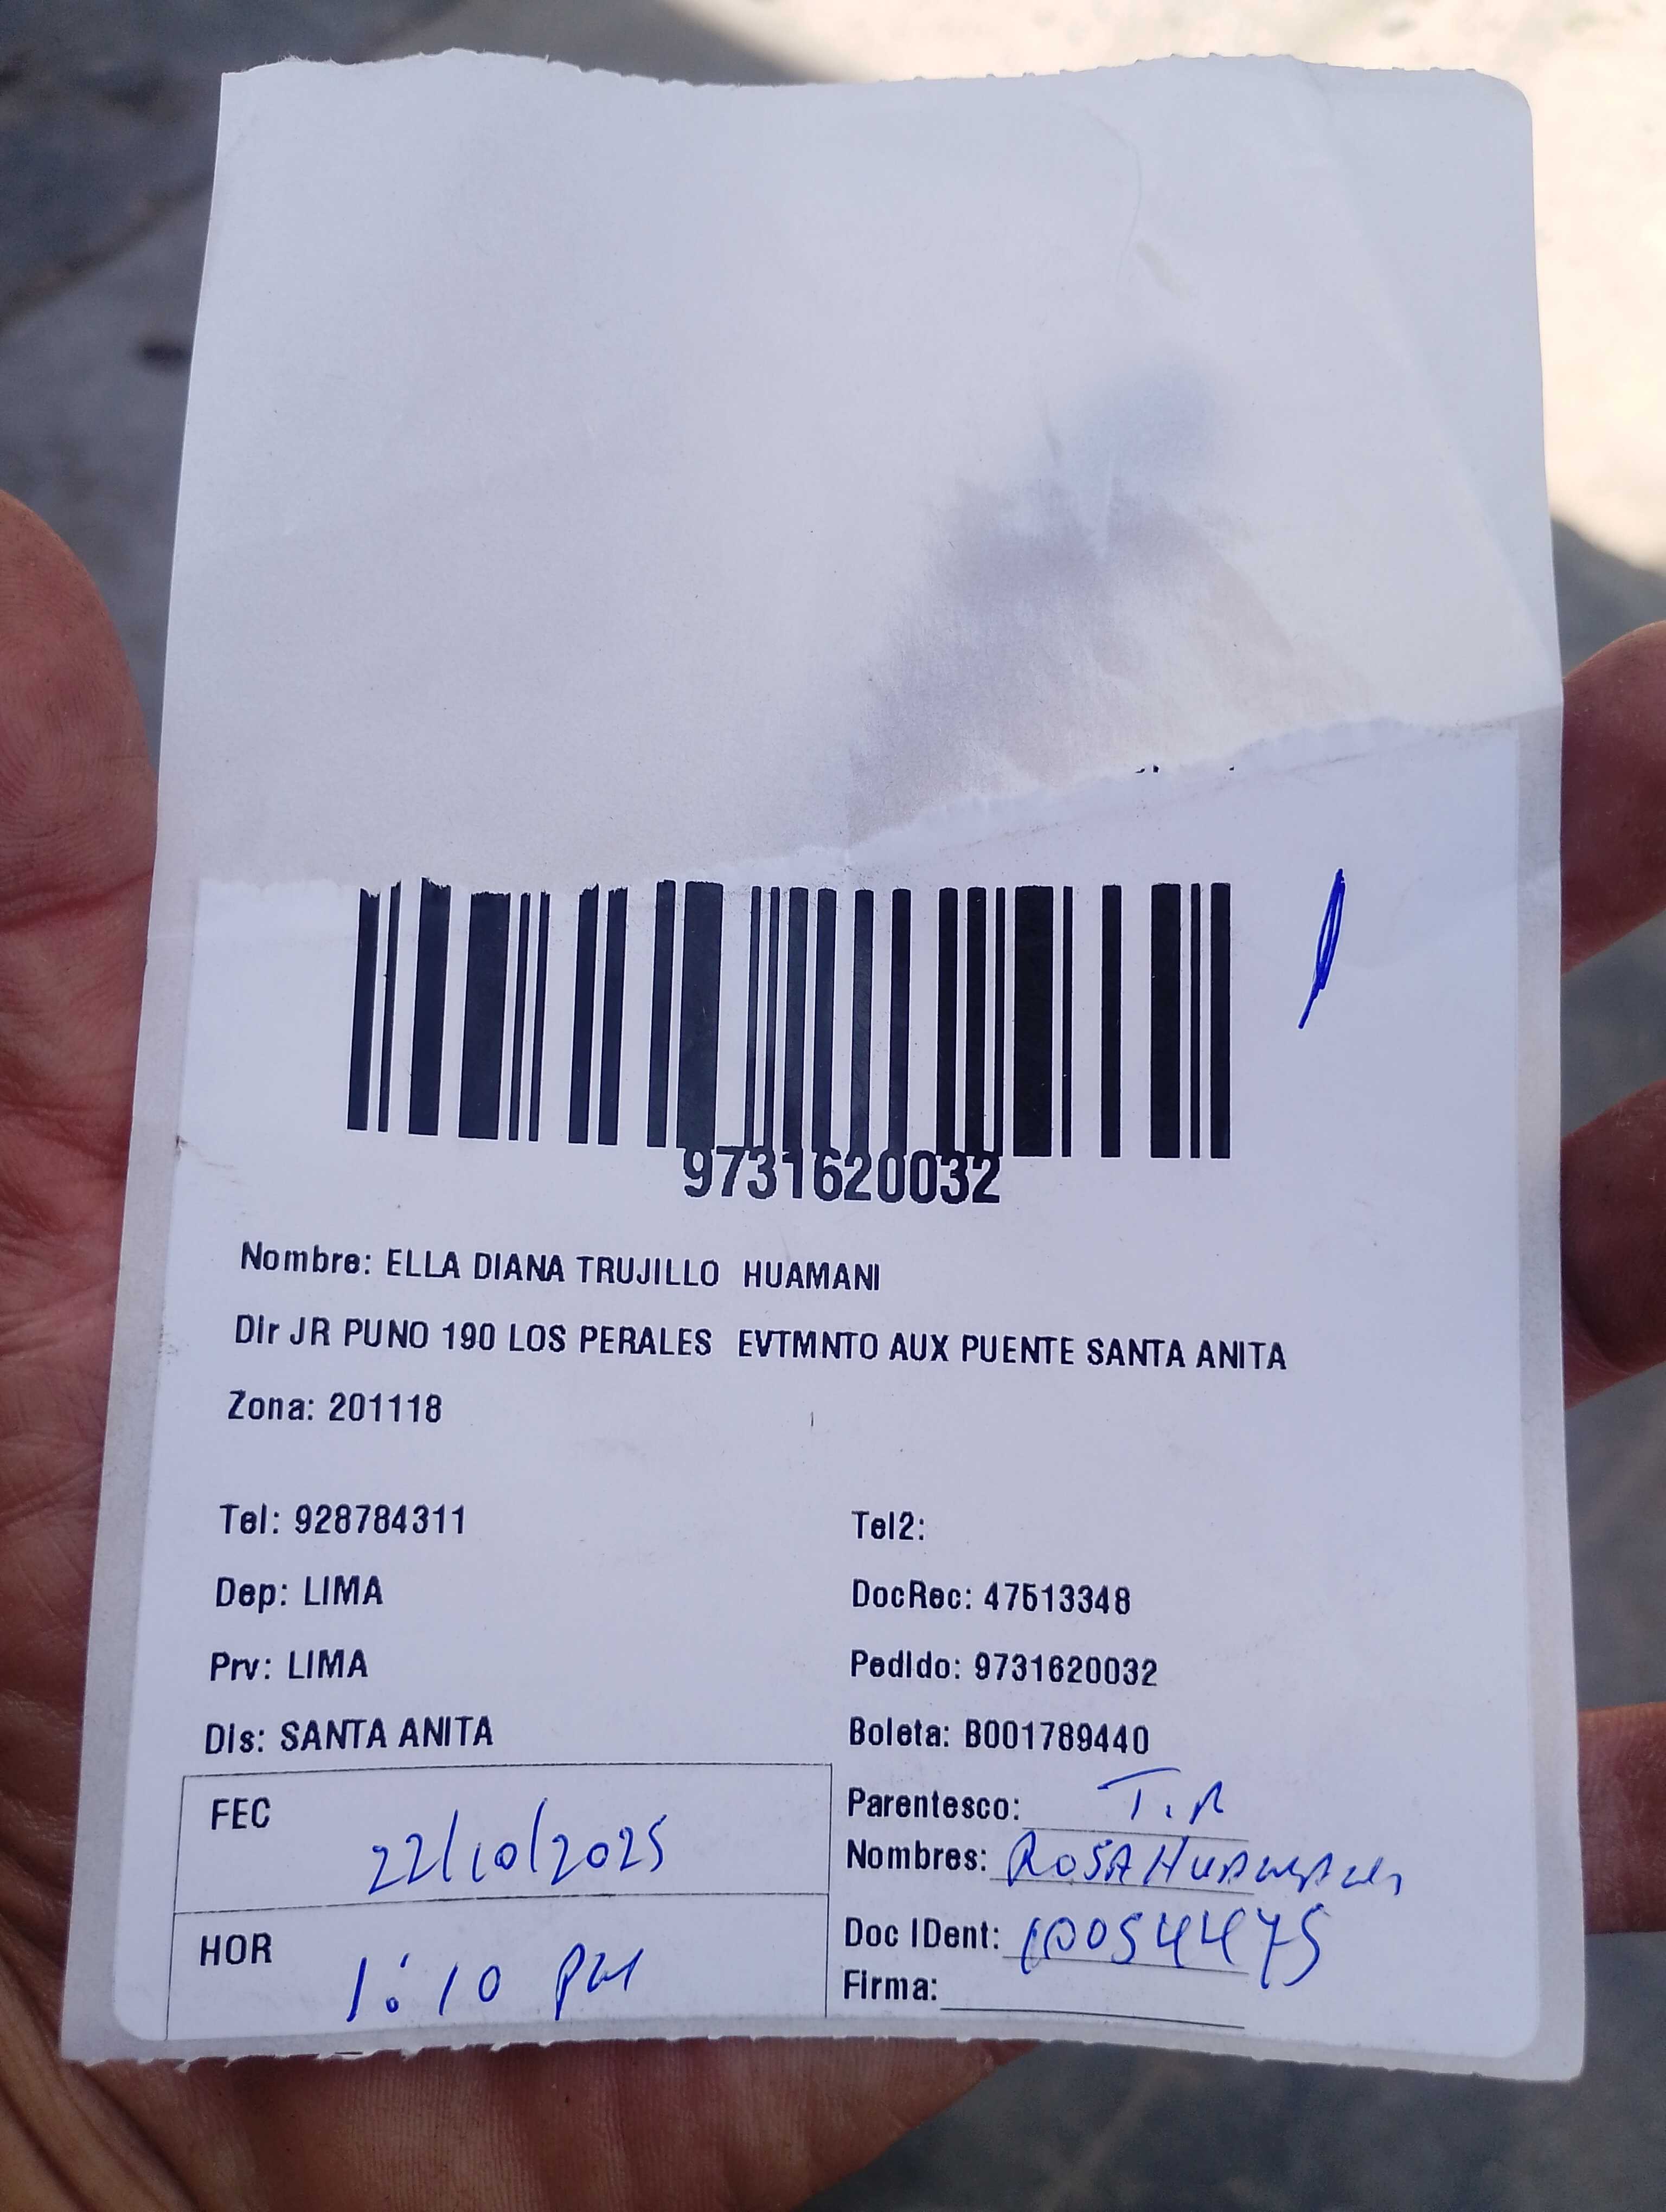 9731620032
Nombre: ELLA DIANA TRUJILLO HUAMANI
Dir JR PUNO 190 LOS PERALES EVTMNTO AUX PUENTE SANTA ANITA
Zona: 201118
Tel: 928784311
Tel2:
Dep: LIMA
DocRec: 47513348
Prv: LIMA
Pedido: 9731620032
Dis: SANTA ANITA
Boleta: B001789440
FEC 22/10/2025
HOR 1:10 PM
Parentesco:
Nombres: ROSA
Doc IDent: 10054475
Firma: